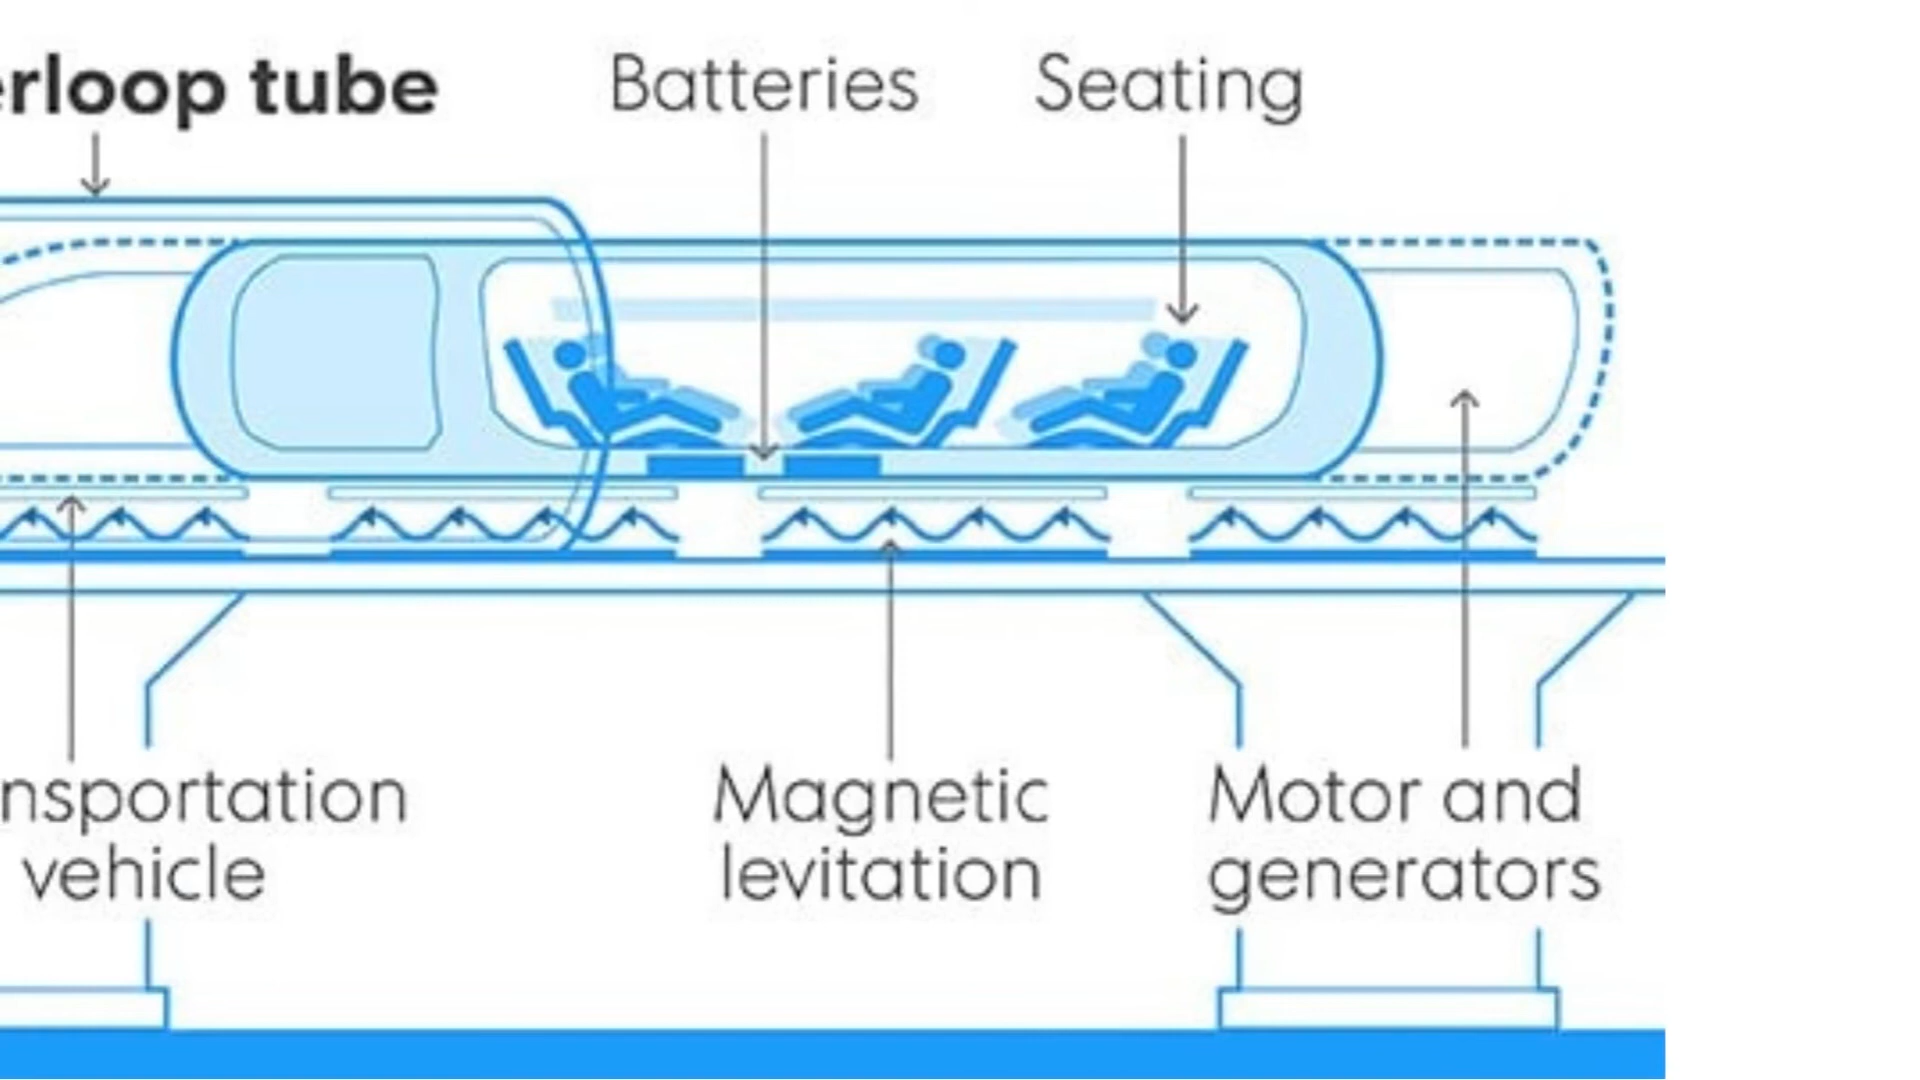 erloop tube
Batteries
Seating
nsportation
vehicle
Magnetic
levitation
Motor and
generators